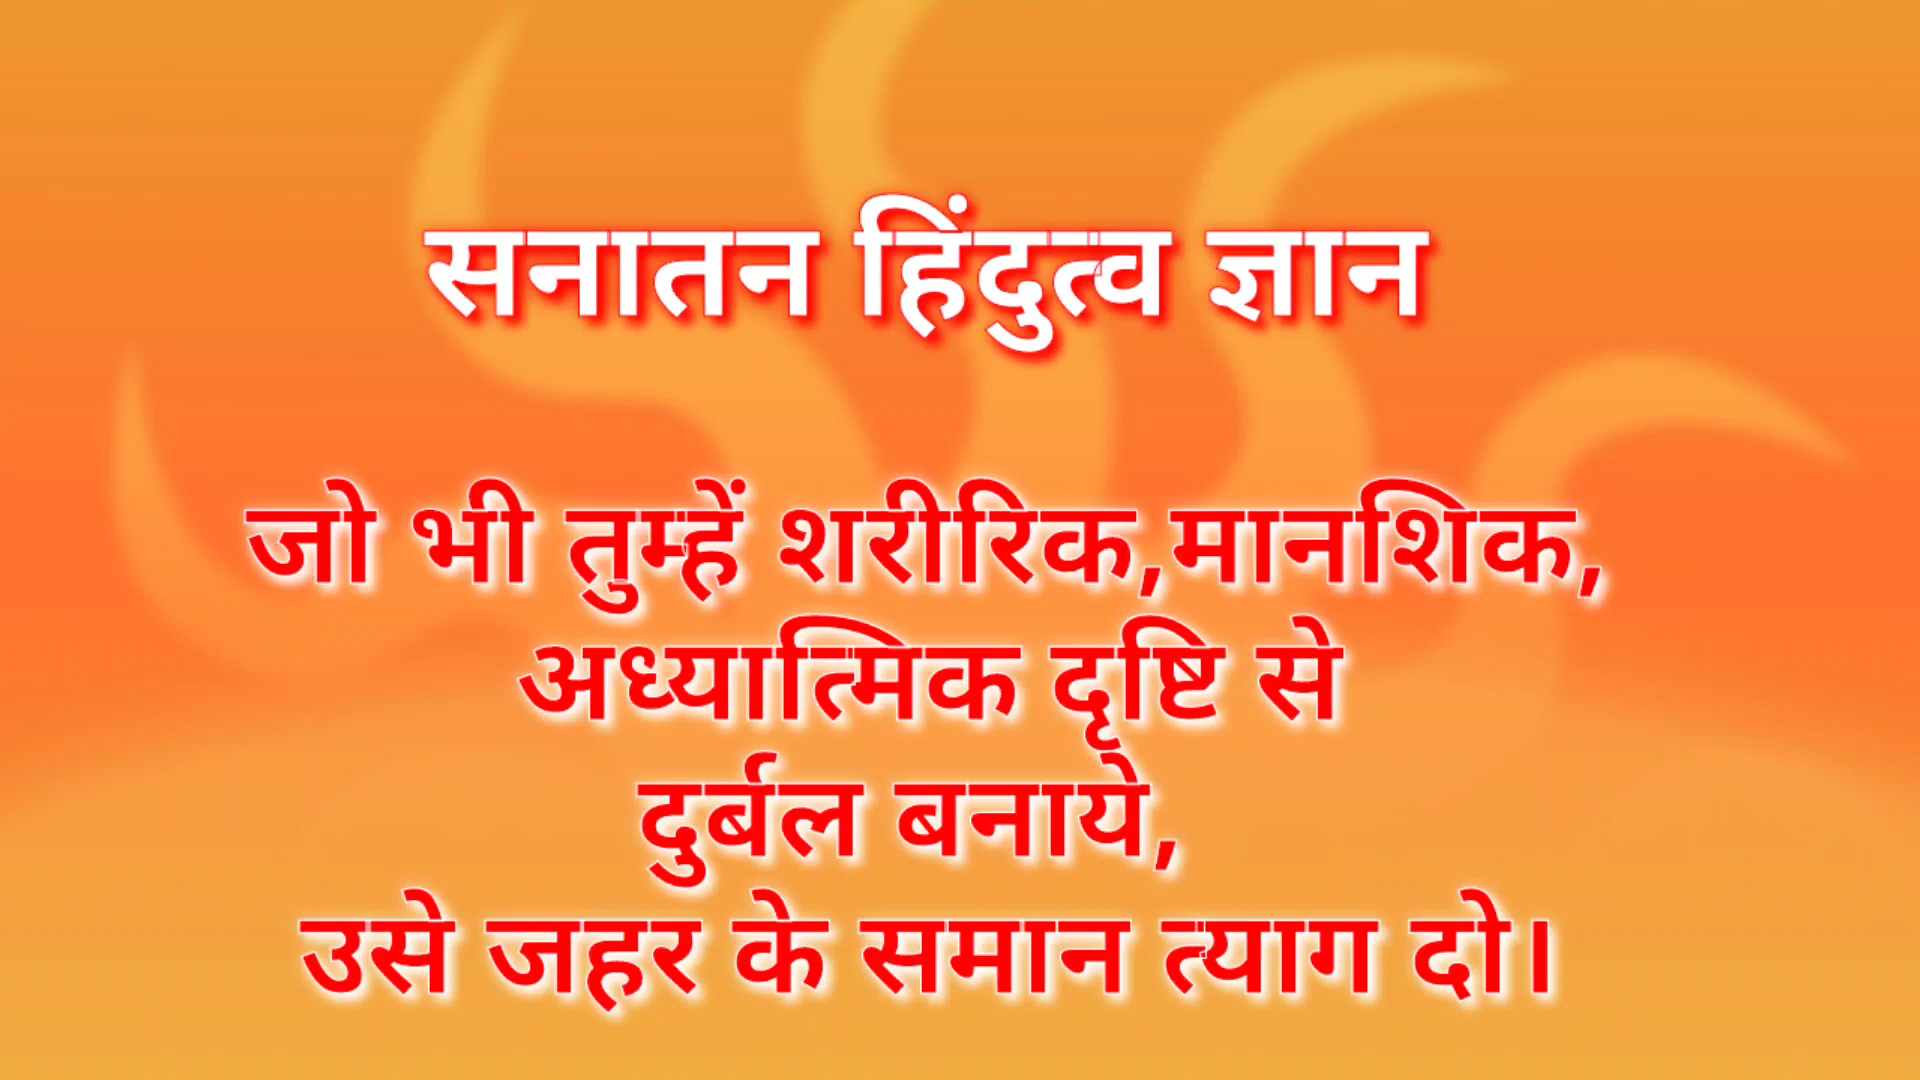 सनातन हिंदुत्व ज्ञान
जो भी तुम्हें शरीरिक,मानशिक,
अध्यात्मिक दृष्टि से
दुर्बल बनाये,
उसे जहर के समान त्याग दो।